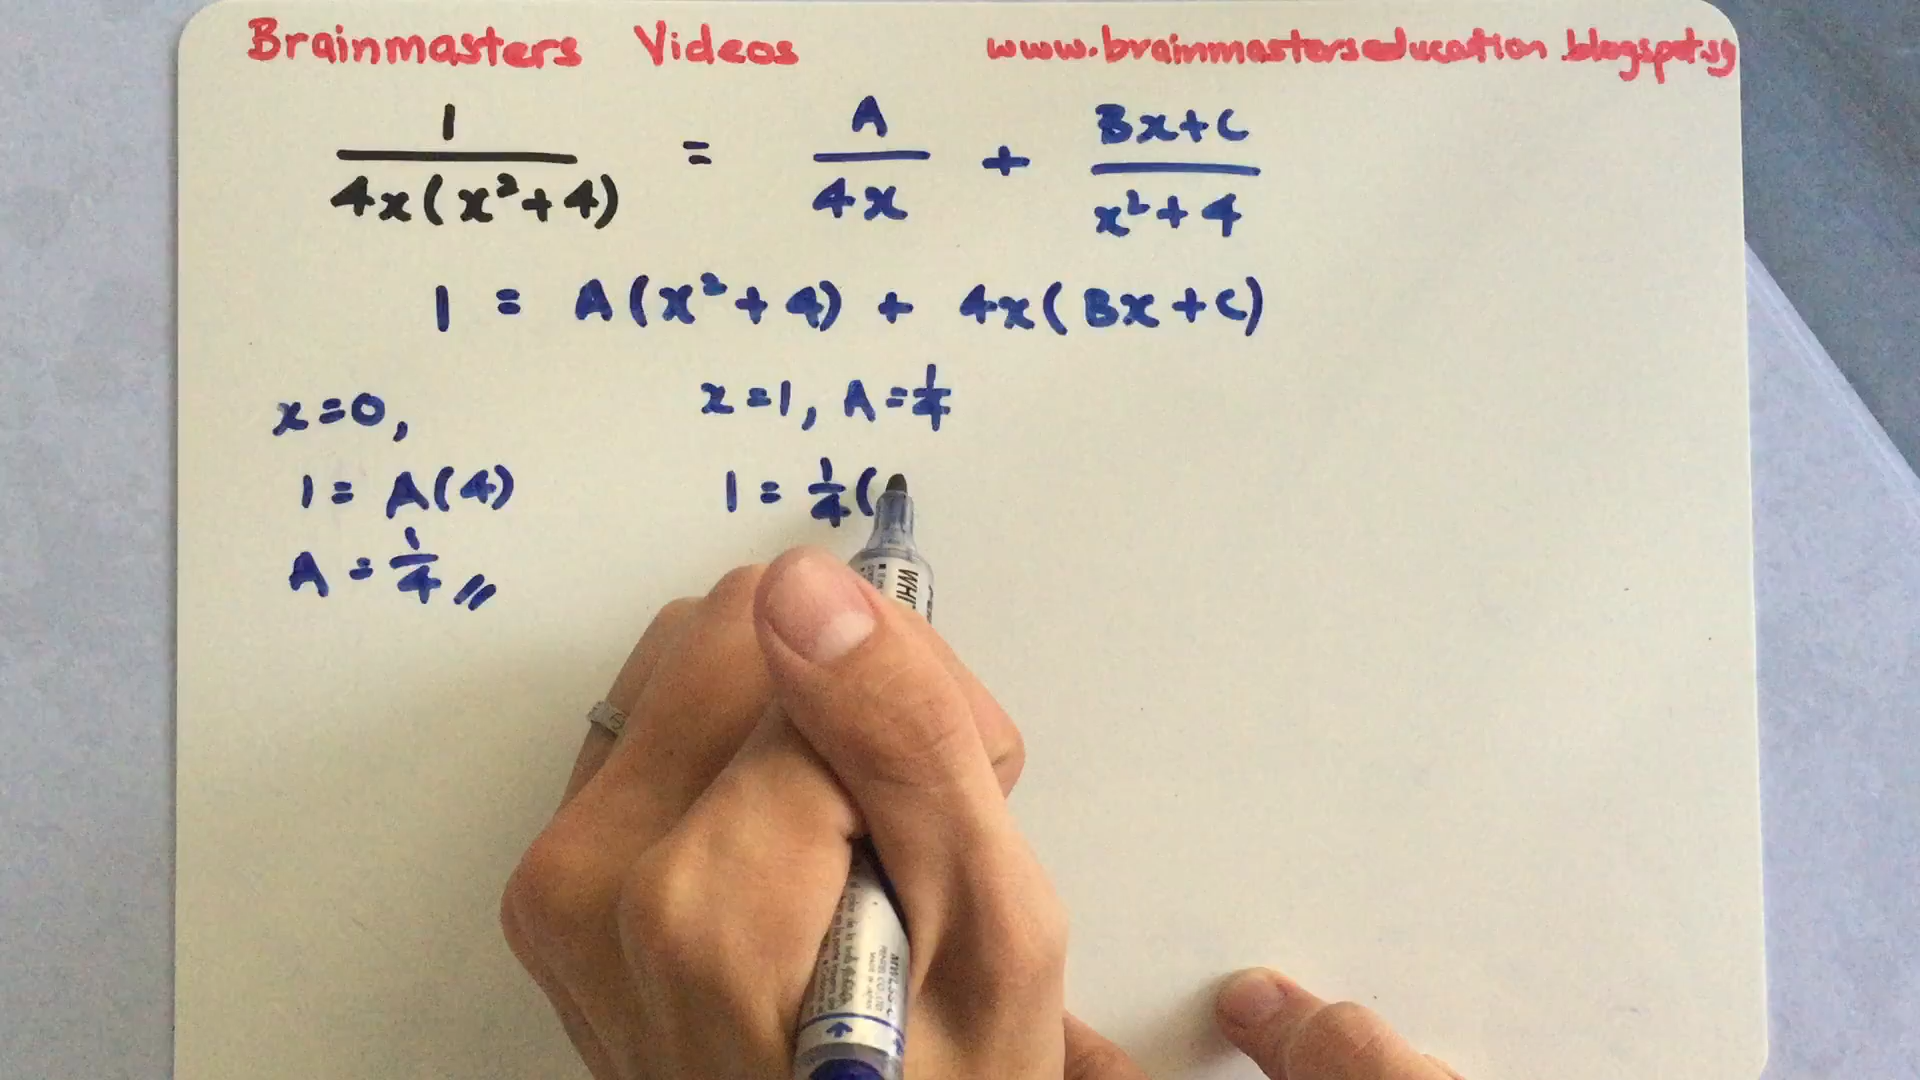 Brainmasters Videos www.brainmasterseducation.blogspot.sg
1/(4x(x²+4)) = A/(4x) + (Bx+C)/(x²+4)
1 = A(x²+4) + 4x(Bx+C)
x=0,
1 = A(4)
A = 1/4 //
x=1, A=1/4
1 = 1/4(
WHI